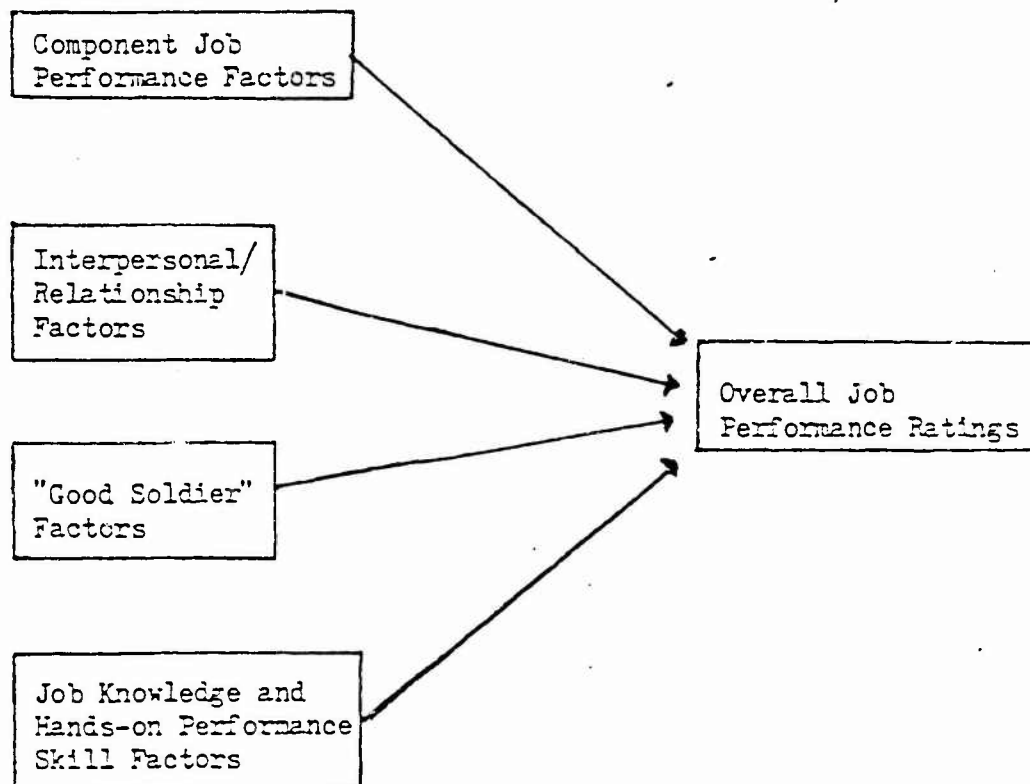 Component Job
Performance Factors
Interpersonal/
Relationship
Factors
"Good Soldier"
Factors
Job Knowledge and
Hands-on Performance
Skill Factors
Overall Job
Performance Ratings